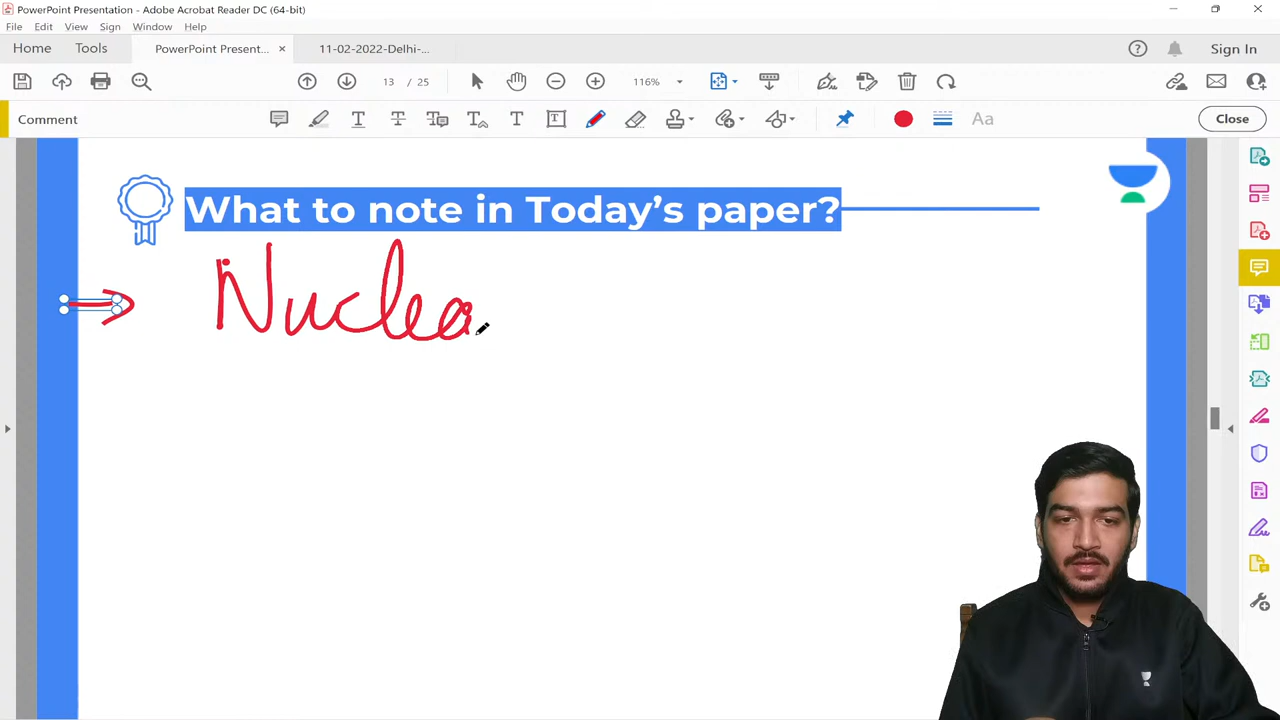 PowerPoint Presentation - Adobe Acrobat Reader DC (64-bit)
File Edit View Sign Window Help
Home Tools PowerPoint Present... × 11-02-2022-Delhi-... Sign In
13 / 25 116%
Comment Aa Close
What to note in Today's paper?
⇒ Nuclea